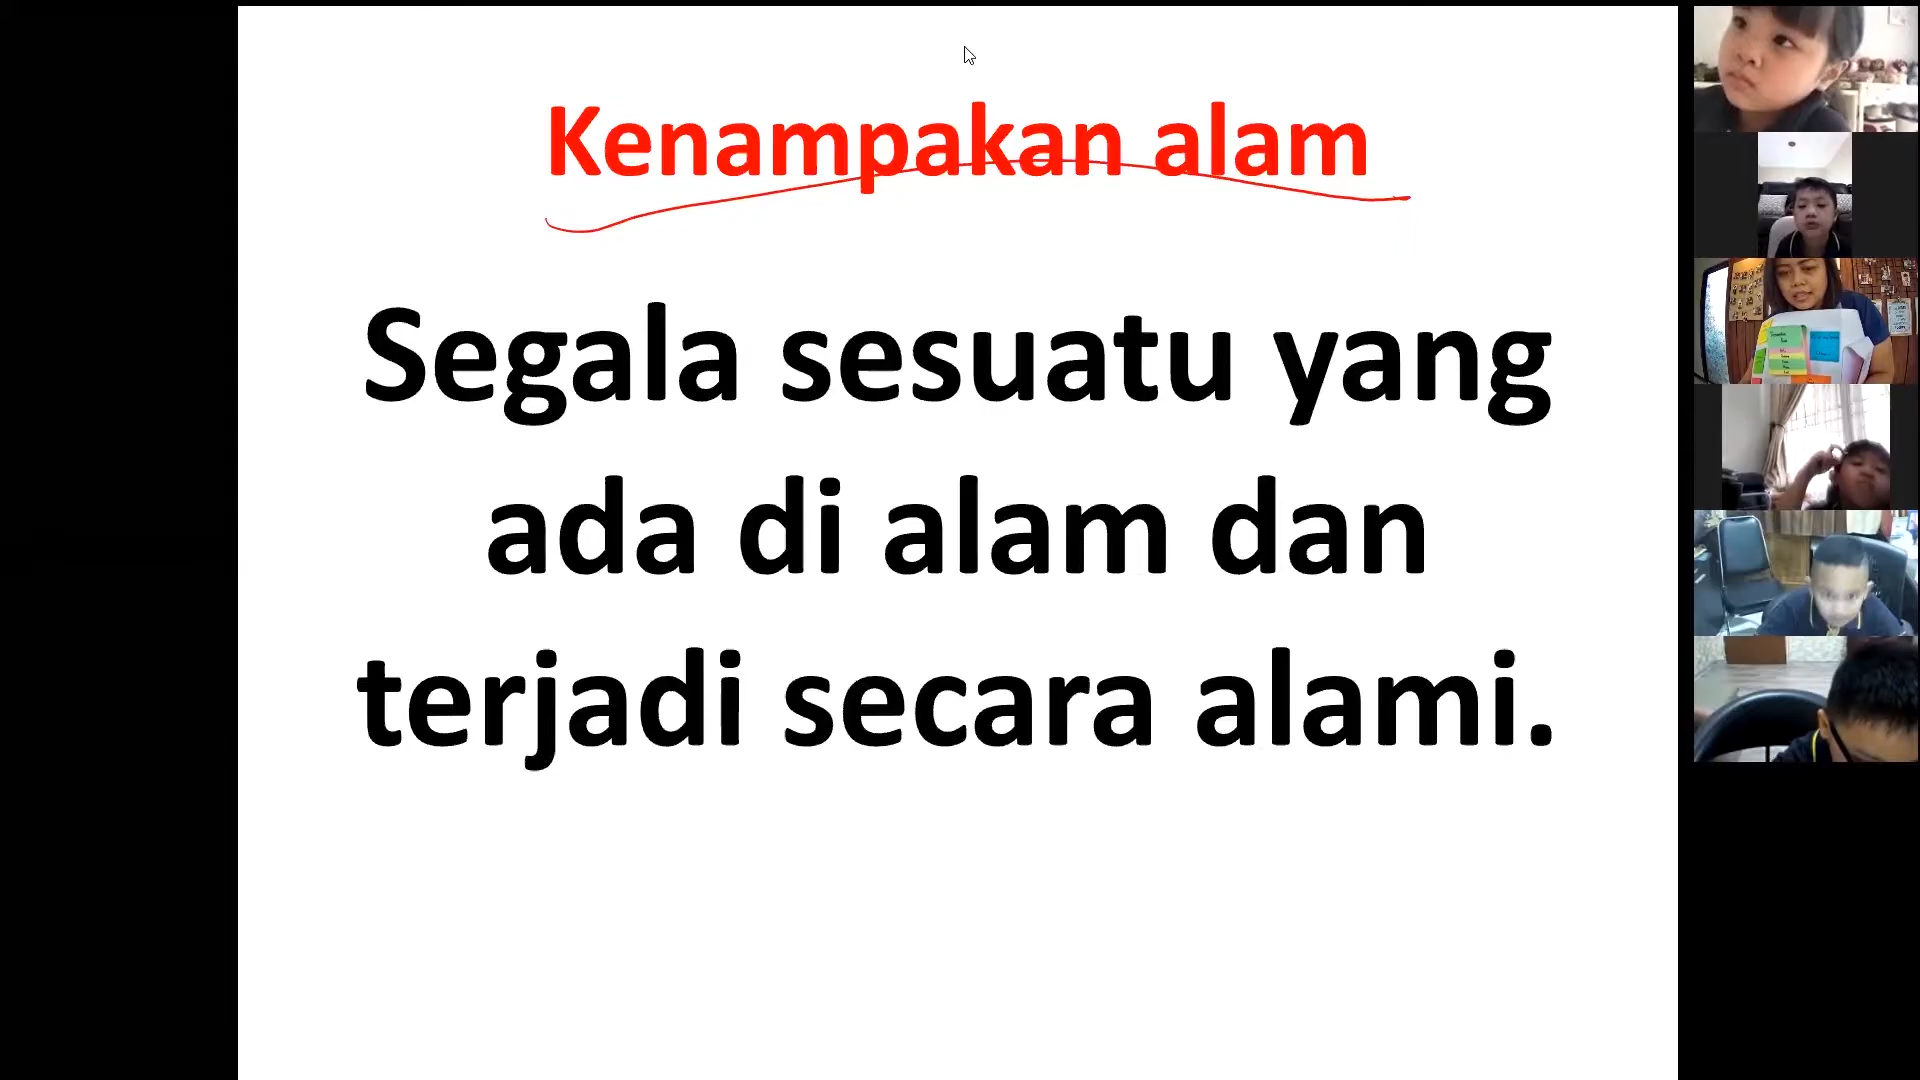 Kenampakan alam
Segala sesuatu yang
ada di alam dan
terjadi secara alami.